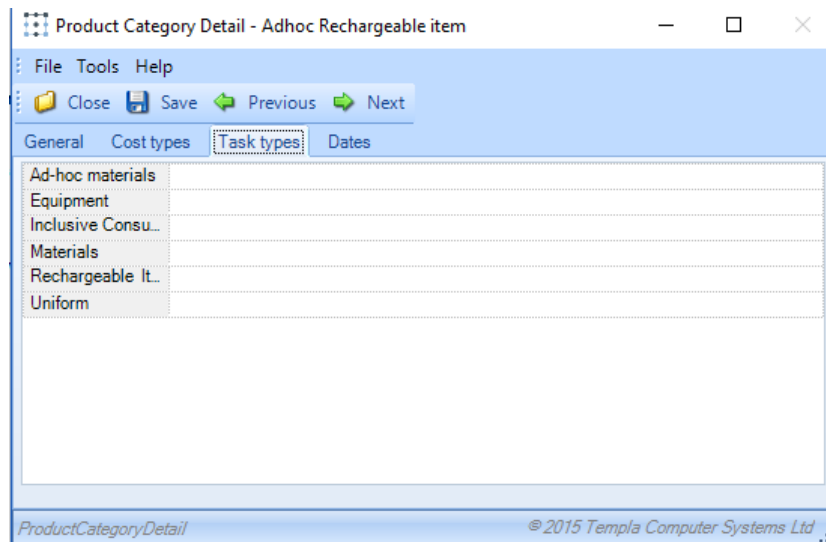 Product Category Detail - Adhoc Rechargeable item
File Tools Help
Close Save Previous Next
General Cost types Task types Dates
Ad-hoc materials
Equipment
Inclusive Consu...
Materials
Rechargeable It...
Uniform
ProductCategoryDetail © 2015 Templa Computer Systems Ltd